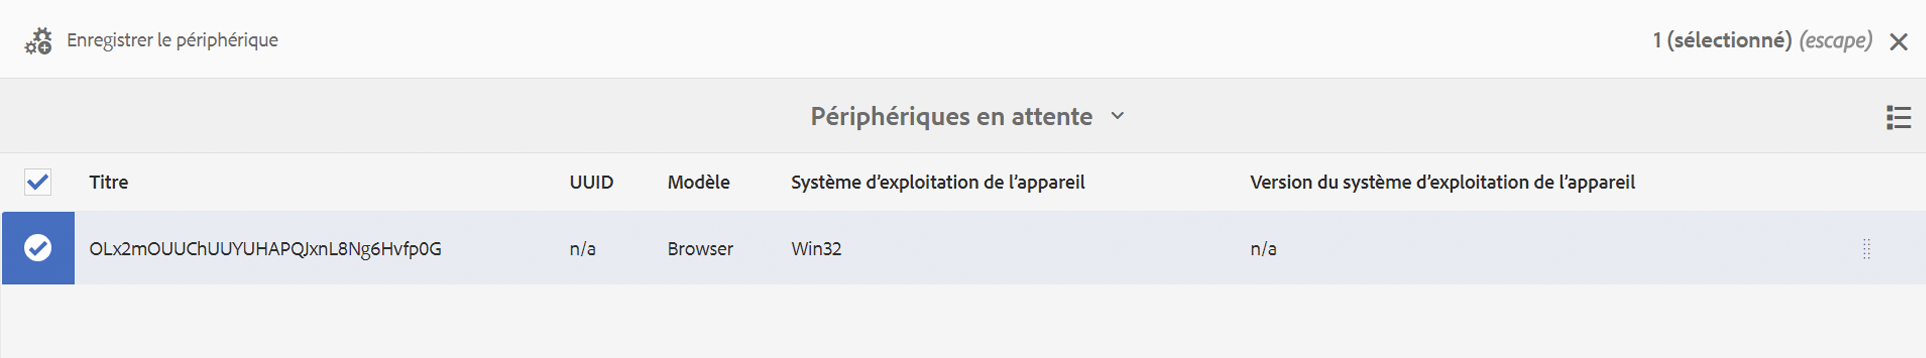 Enregistrer le périphérique 1 (sélectionné) (escape)
Périphériques en attente
Titre UUID Modèle Système d’exploitation de l’appareil Version du système d’exploitation de l’appareil
OLx2mOUUChUUYUHAPQJxnL8Ng6Hvfp0G n/a Browser Win32 n/a